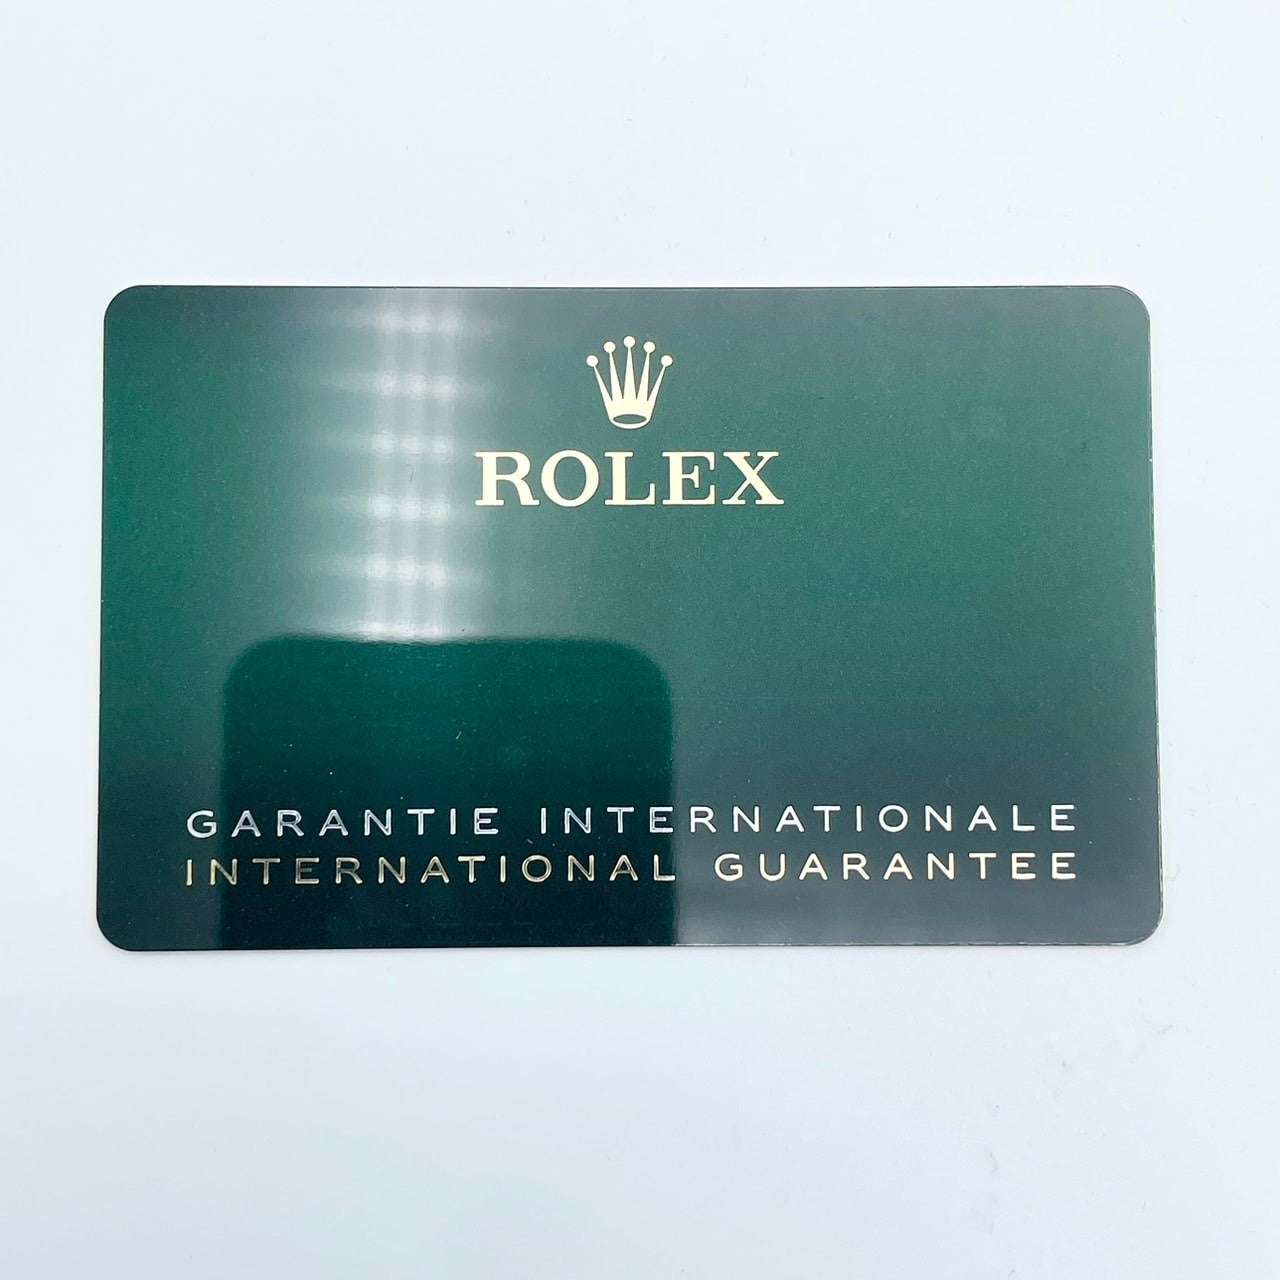 ROLEX
GARANTIE INTERNATIONALE
INTERNATIONAL GUARANTEE